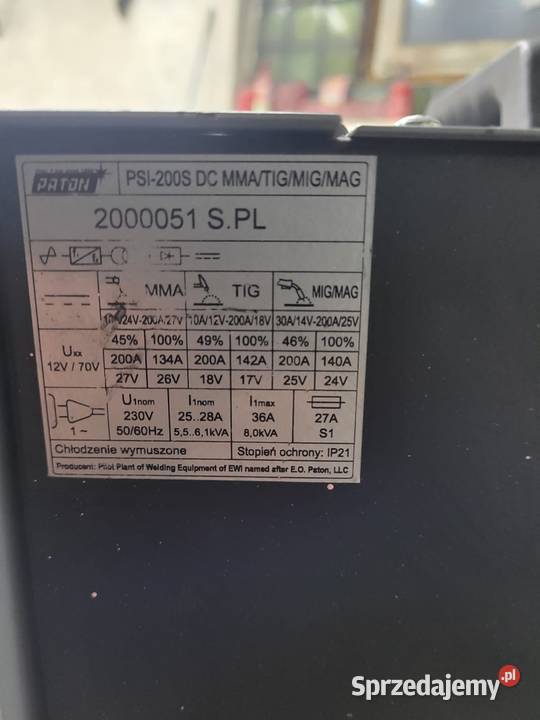 PATON PSI-200S DC MMA/TIG/MIG/MAG
2000051 S.PL
MMA TIG MIG/MAG
10A/12V-200A/18V 30A/14V-200A/25V
Uxx
12V / 70V
45% 100% 49% 100% 46% 100%
200A 134A 200A 142A 200A 140A
27V 26V 18V 17V 25V 24V
1~
U1nom I1nom I1max
230V 25..28A 36A 27A
50/60Hz 5,5..6,1kVA 8,0kVA S1
Chłodzenie wymuszone Stopień ochrony: IP21
Producent: Pilot Plant of Welding Equipment of EWI named after E.O. Paton, LLC
Sprzedajemy.pl